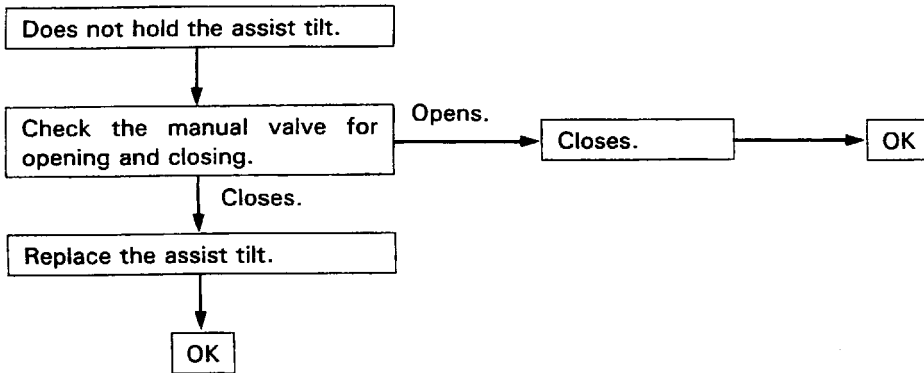 Does not hold the assist tilt.
Check the manual valve for
opening and closing.
Opens.
Closes.
OK
Closes.
Replace the assist tilt.
OK